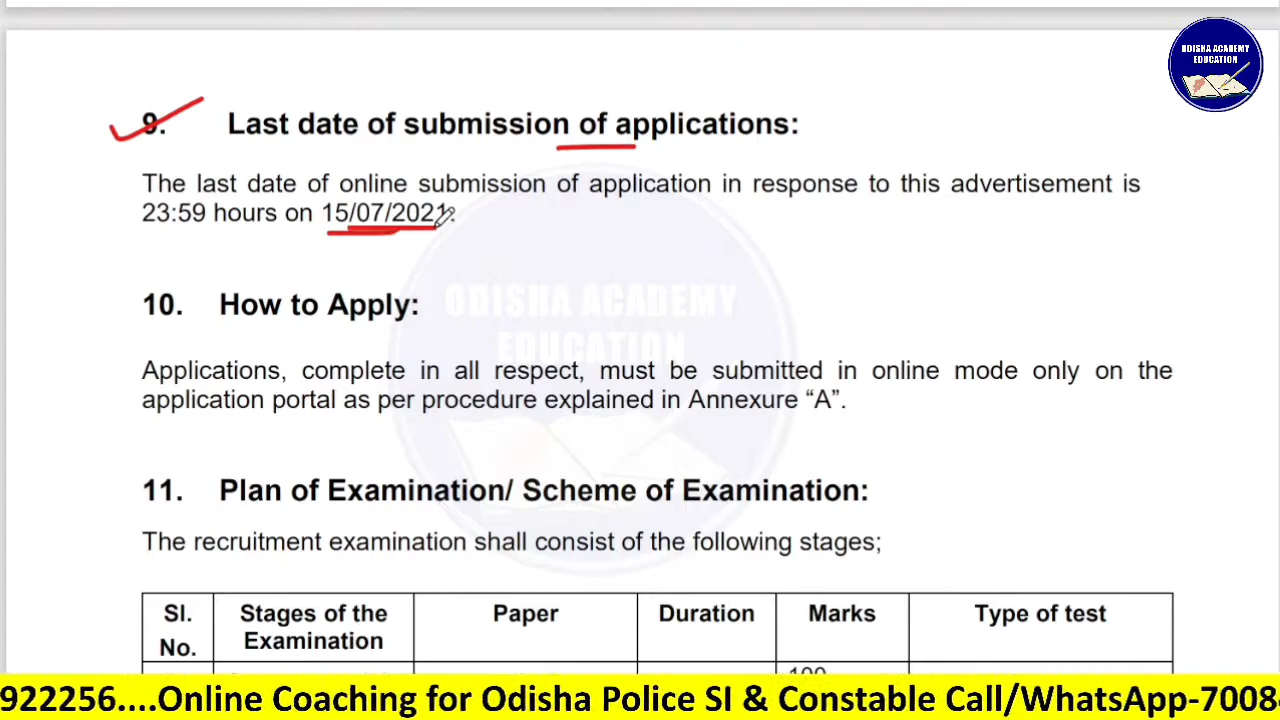 ODISHA ACADEMY
EDUCATION
9. Last date of submission of applications:
The last date of online submission of application in response to this advertisement is
23:59 hours on 15/07/2021.
10. How to Apply:
ODISHA ACADEMY
EDUCATION
Applications, complete in all respect, must be submitted in online mode only on the
application portal as per procedure explained in Annexure “A”.
11. Plan of Examination/ Scheme of Examination:
The recruitment examination shall consist of the following stages;
Sl. No. Stages of the Examination Paper Duration Marks Type of test
100
922256....Online Coaching for Odisha Police SI & Constable Call/WhatsApp-7008